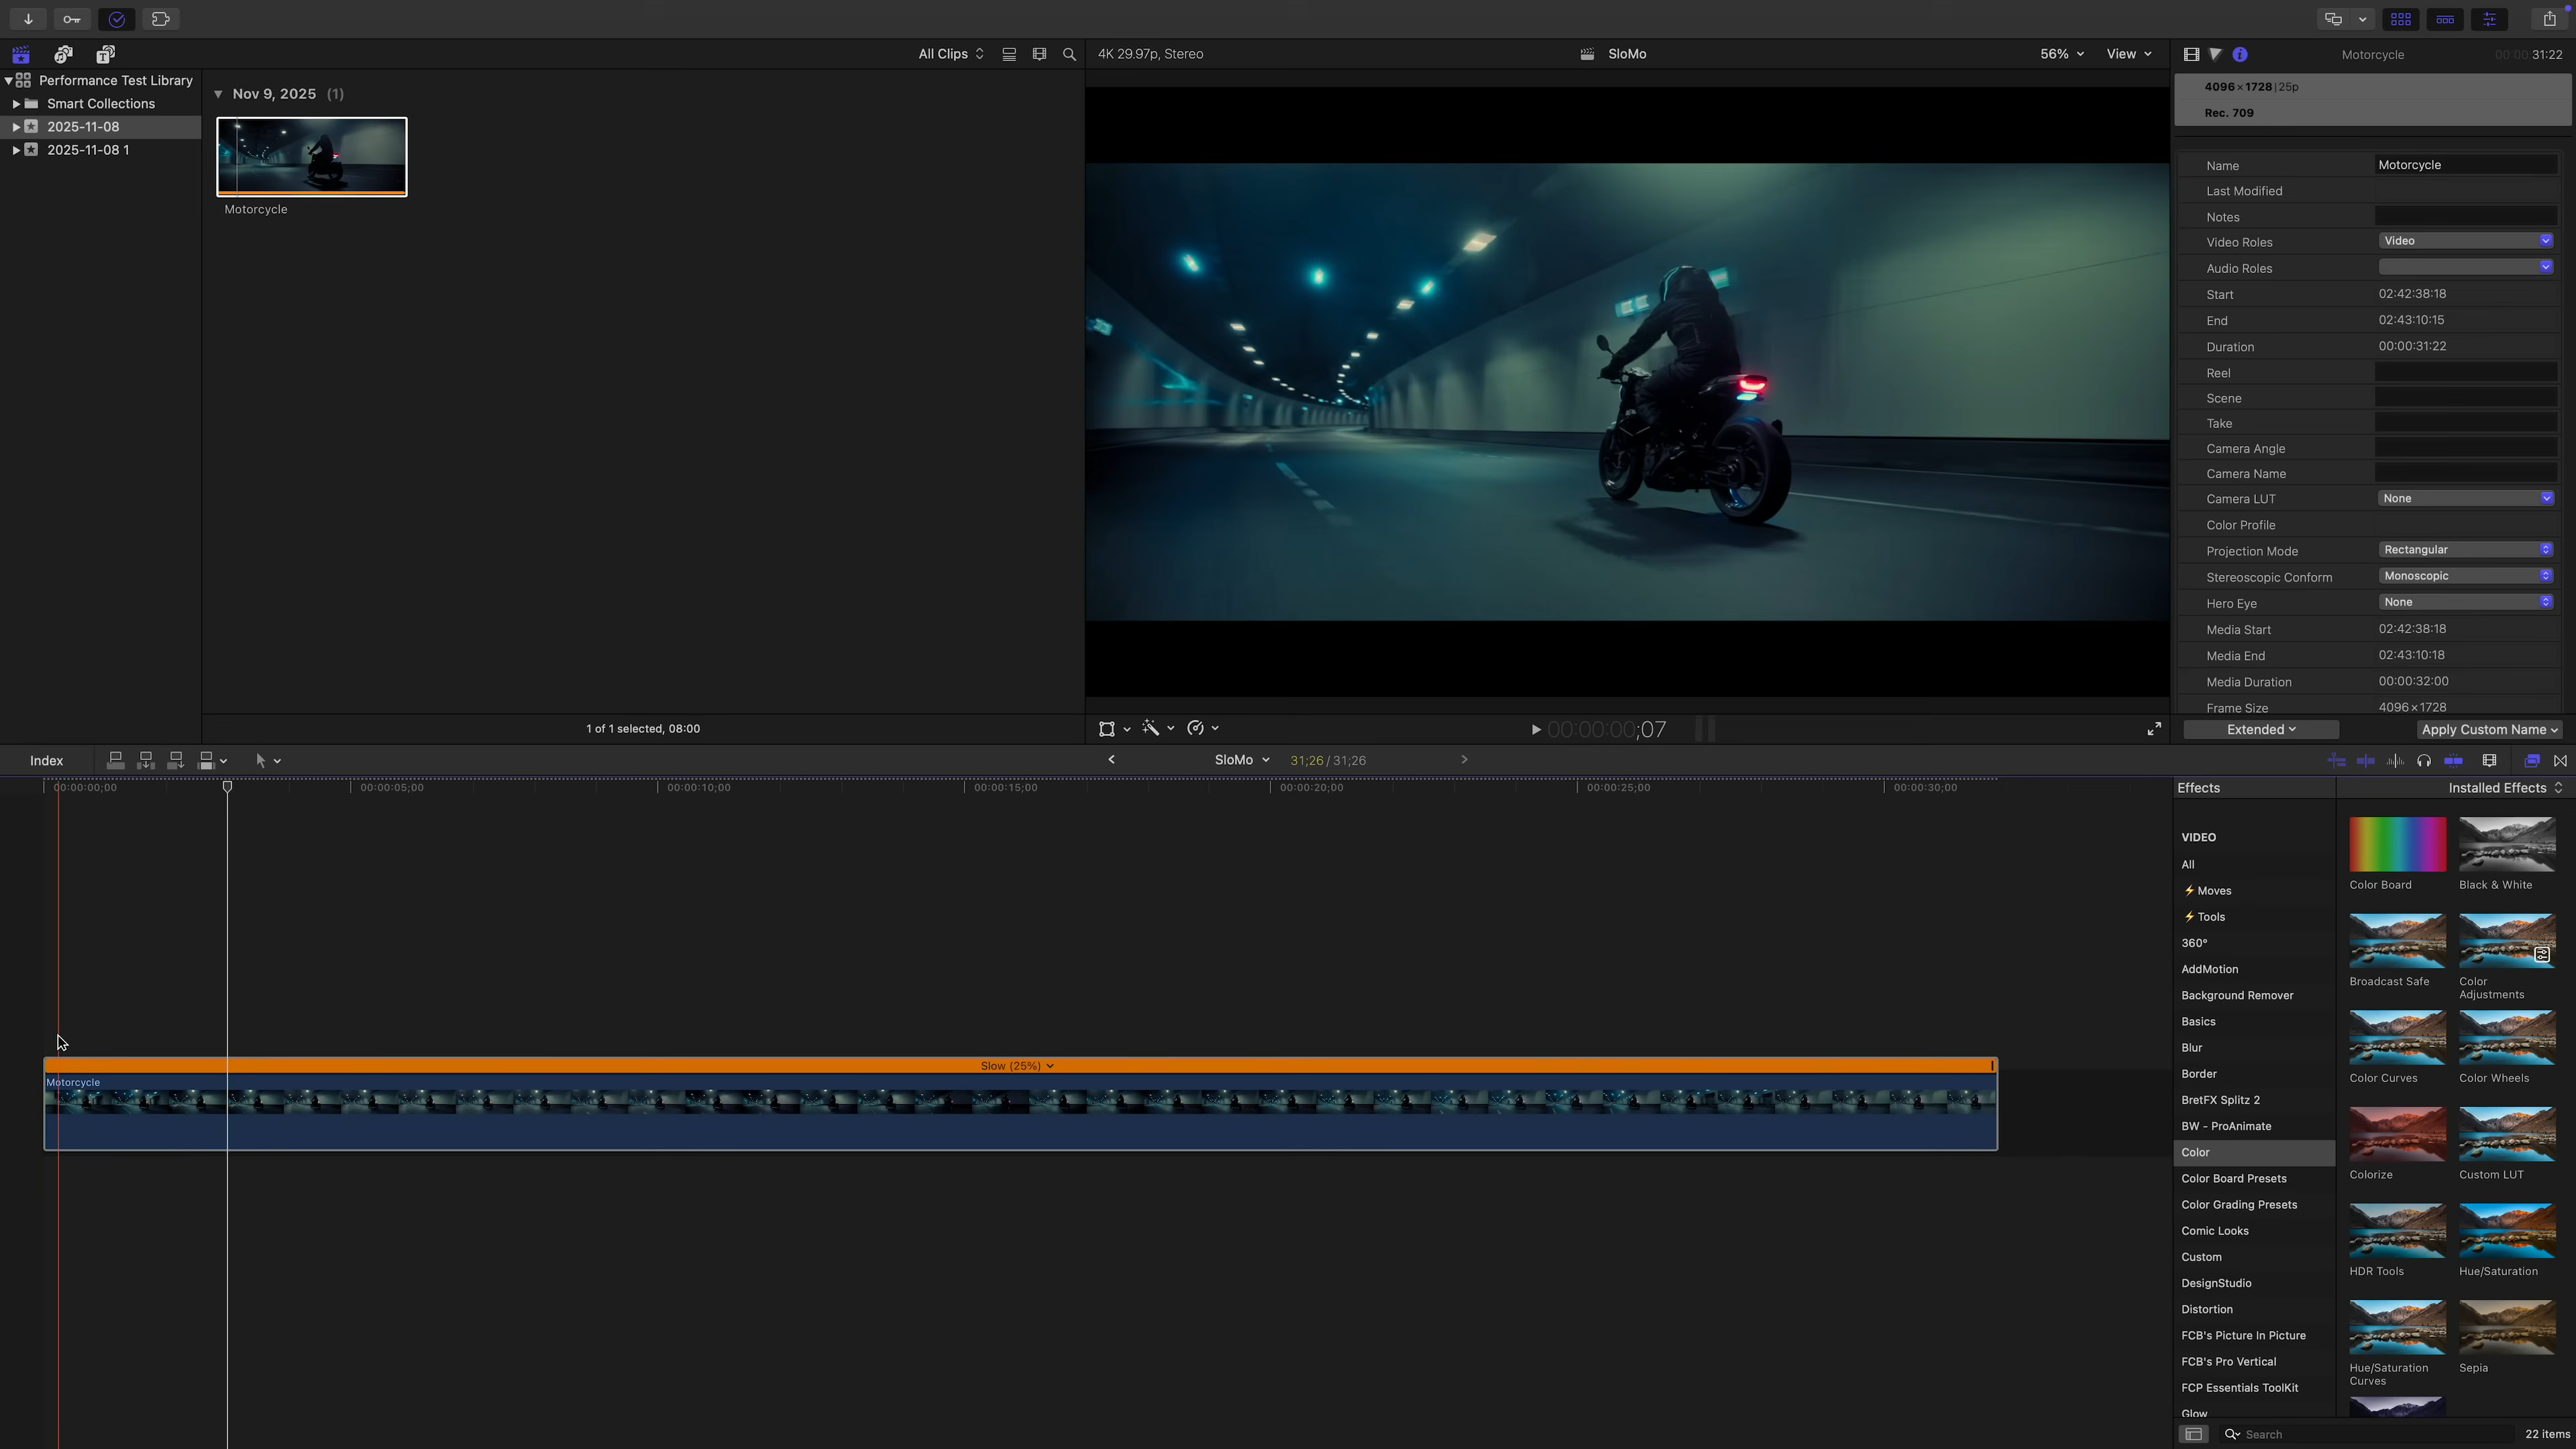 All Clips
4K 29.97p, Stereo
SloMo
56%
View
Motorcycle
00:00:31:22
Performance Test Library
Smart Collections
2025-11-08
2025-11-08 1
Nov 9, 2025 (1)
Motorcycle
4096×1728 | 25p
Rec. 709
Name Motorcycle
Last Modified
Notes
Video Roles Video
Audio Roles
Start 02:42:38:18
End 02:43:10:15
Duration 00:00:31:22
Reel
Scene
Take
Camera Angle
Camera Name
Camera LUT None
Color Profile
Projection Mode Rectangular
Stereoscopic Conform Monoscopic
Hero Eye None
Media Start 02:42:38:18
Media End 02:43:10:18
Media Duration 00:00:32:00
Frame Size 4096×1728
1 of 1 selected, 08:00
00:00:00;07
Extended
Apply Custom Name
Index
SloMo
31;26 / 31;26
00:00:00;00
00:00:05;00
00:00:10;00
00:00:15;00
00:00:20;00
00:00:25;00
00:00:30;00
Slow (25%)
Motorcycle
Effects
Installed Effects
VIDEO
All
⚡Moves
⚡Tools
360°
AddMotion
Background Remover
Basics
Blur
Border
BretFX Splitz 2
BW - ProAnimate
Color
Color Board Presets
Color Grading Presets
Comic Looks
Custom
DesignStudio
Distortion
FCB's Picture In Picture
FCB's Pro Vertical
FCP Essentials ToolKit
Glow
Color Board
Black & White
Broadcast Safe
Color
Adjustments
Color Curves
Color Wheels
Colorize
Custom LUT
HDR Tools
Hue/Saturation
Hue/Saturation
Curves
Sepia
Search
22 items